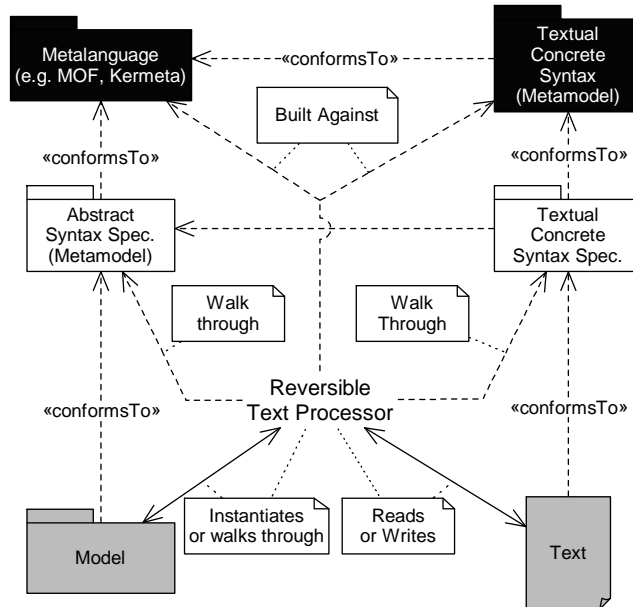 Metalanguage
(e.g. MOF, Kermeta)
«conformsTo»
Textual
Concrete
Syntax
(Metamodel)
Built Against
«conformsTo»
«conformsTo»
Abstract
Syntax Spec.
(Metamodel)
Textual
Concrete
Syntax Spec.
Walk
through
Walk
Through
Reversible
Text Processor
«conformsTo»
«conformsTo»
Instantiates
or walks through
Reads
or Writes
Model
Text